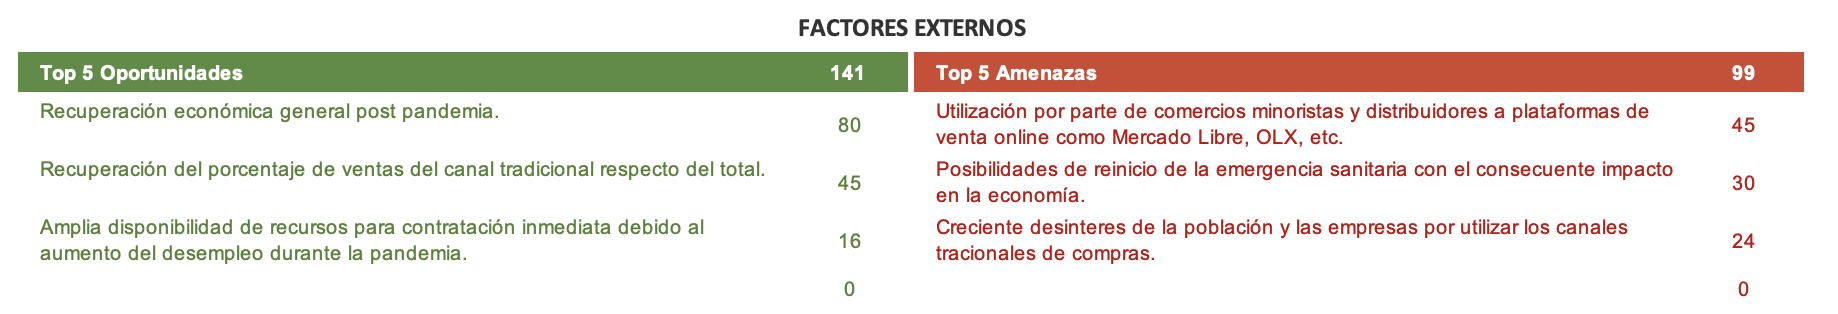 FACTORES EXTERNOS
Top 5 Oportunidades 141
Recuperación económica general post pandemia.
80
Recuperación del porcentaje de ventas del canal tradicional respecto del total.
45
Amplia disponibilidad de recursos para contratación inmediata debido al
16
aumento del desempleo durante la pandemia.
0
Top 5 Amenazas 99
Utilización por parte de comercios minoristas y distribuidores a plataformas de
45
venta online como Mercado Libre, OLX, etc.
Posibilidades de reinicio de la emergencia sanitaria con el consecuente impacto
30
en la economía.
Creciente desinteres de la población y las empresas por utilizar los canales
24
tracionales de compras.
0